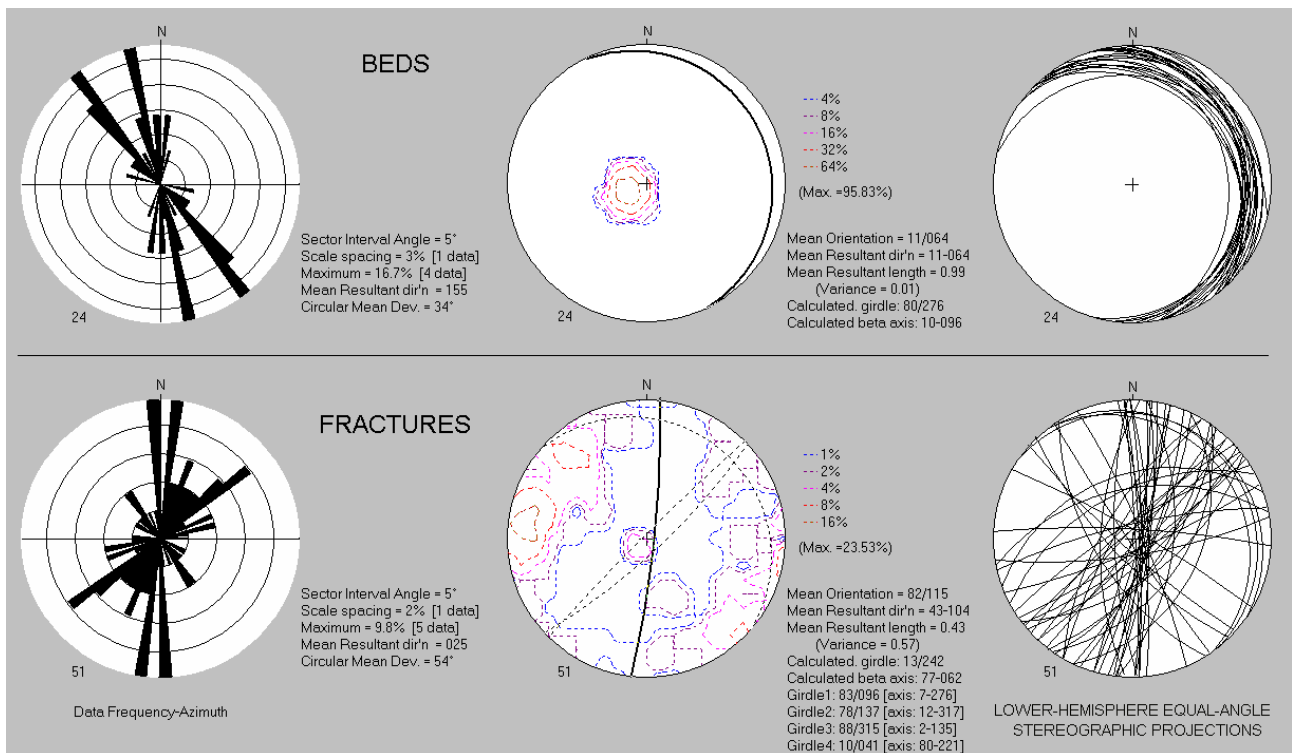 N
BEDS
Sector Interval Angle = 5°
Scale spacing = 3% [1 data]
Maximum = 16.7% [4 data]
Mean Resultant dir'n = 155
Circular Mean Dev. = 34°
24
N
4%
8%
16%
32%
64%
(Max. =95.83%)
Mean Orientation = 11/064
Mean Resultant dir'n = 11-064
Mean Resultant length = 0.99
(Variance = 0.01)
Calculated. girdle: 80/276
Calculated beta axis: 10-096
24
N
24
N
FRACTURES
Sector Interval Angle = 5°
Scale spacing = 2% [1 data]
Maximum = 9.8% [5 data]
Mean Resultant dir'n = 025
Circular Mean Dev. = 54°
51
Data Frequency-Azimuth
N
1%
2%
4%
8%
16%
(Max. =23.53%)
Mean Orientation = 82/115
Mean Resultant dir'n = 43-104
Mean Resultant length = 0.43
(Variance = 0.57)
Calculated. girdle: 13/242
Calculated beta axis: 77-062
Girdle1: 83/096 [axis: 7-276]
Girdle2: 78/137 [axis: 12-317]
Girdle3: 88/315 [axis: 2-135]
Girdle4: 10/041 [axis: 80-221]
51
N
51
LOWER-HEMISPHERE EQUAL-ANGLE
STEREOGRAPHIC PROJECTIONS